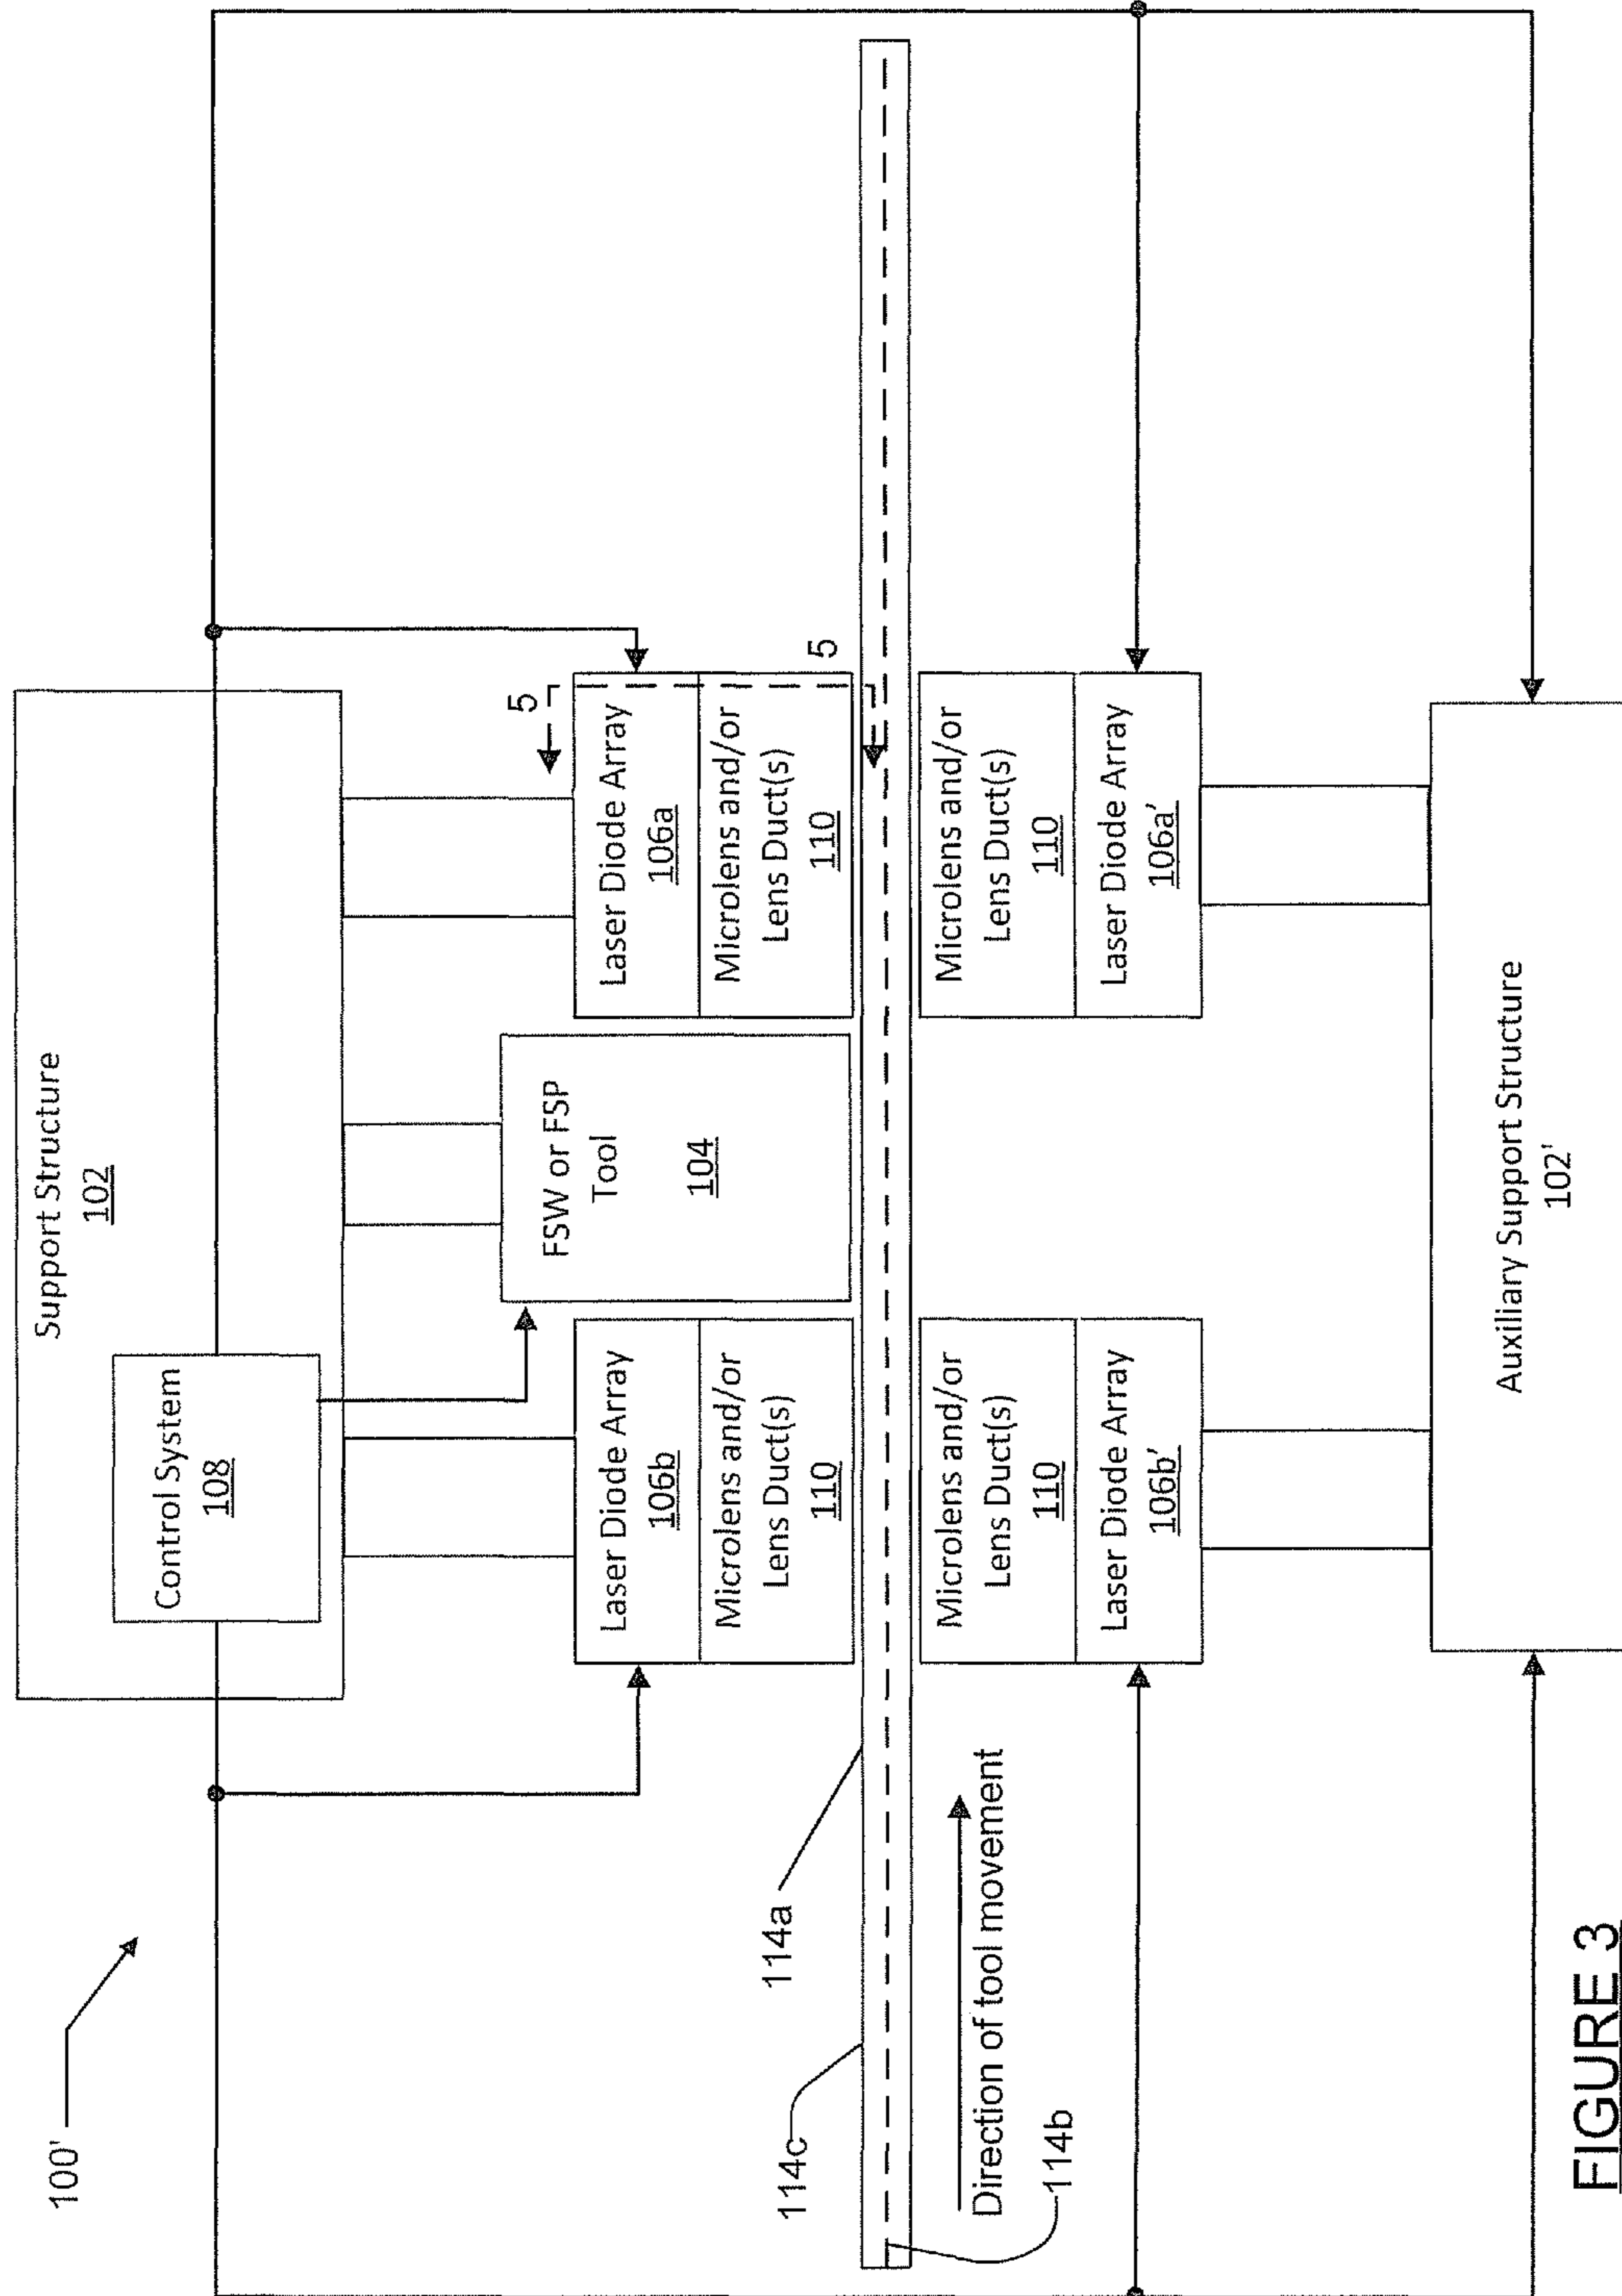 100'
Support Structure
102
Control System
108
Laser Diode Array
106b
Microlens and/or
Lens Duct(s)
110
FSW or FSP
Tool
104
5
Laser Diode Array
106a
Microlens and/or
Lens Duct(s)
110
5
114c
114a
Direction of tool movement
114b
Microlens and/or
Lens Duct(s)
110
Laser Diode Array
106b'
Microlens and/or
Lens Duct(s)
110
Laser Diode Array
106a'
Auxiliary Support Structure
102'
FIGURE 3